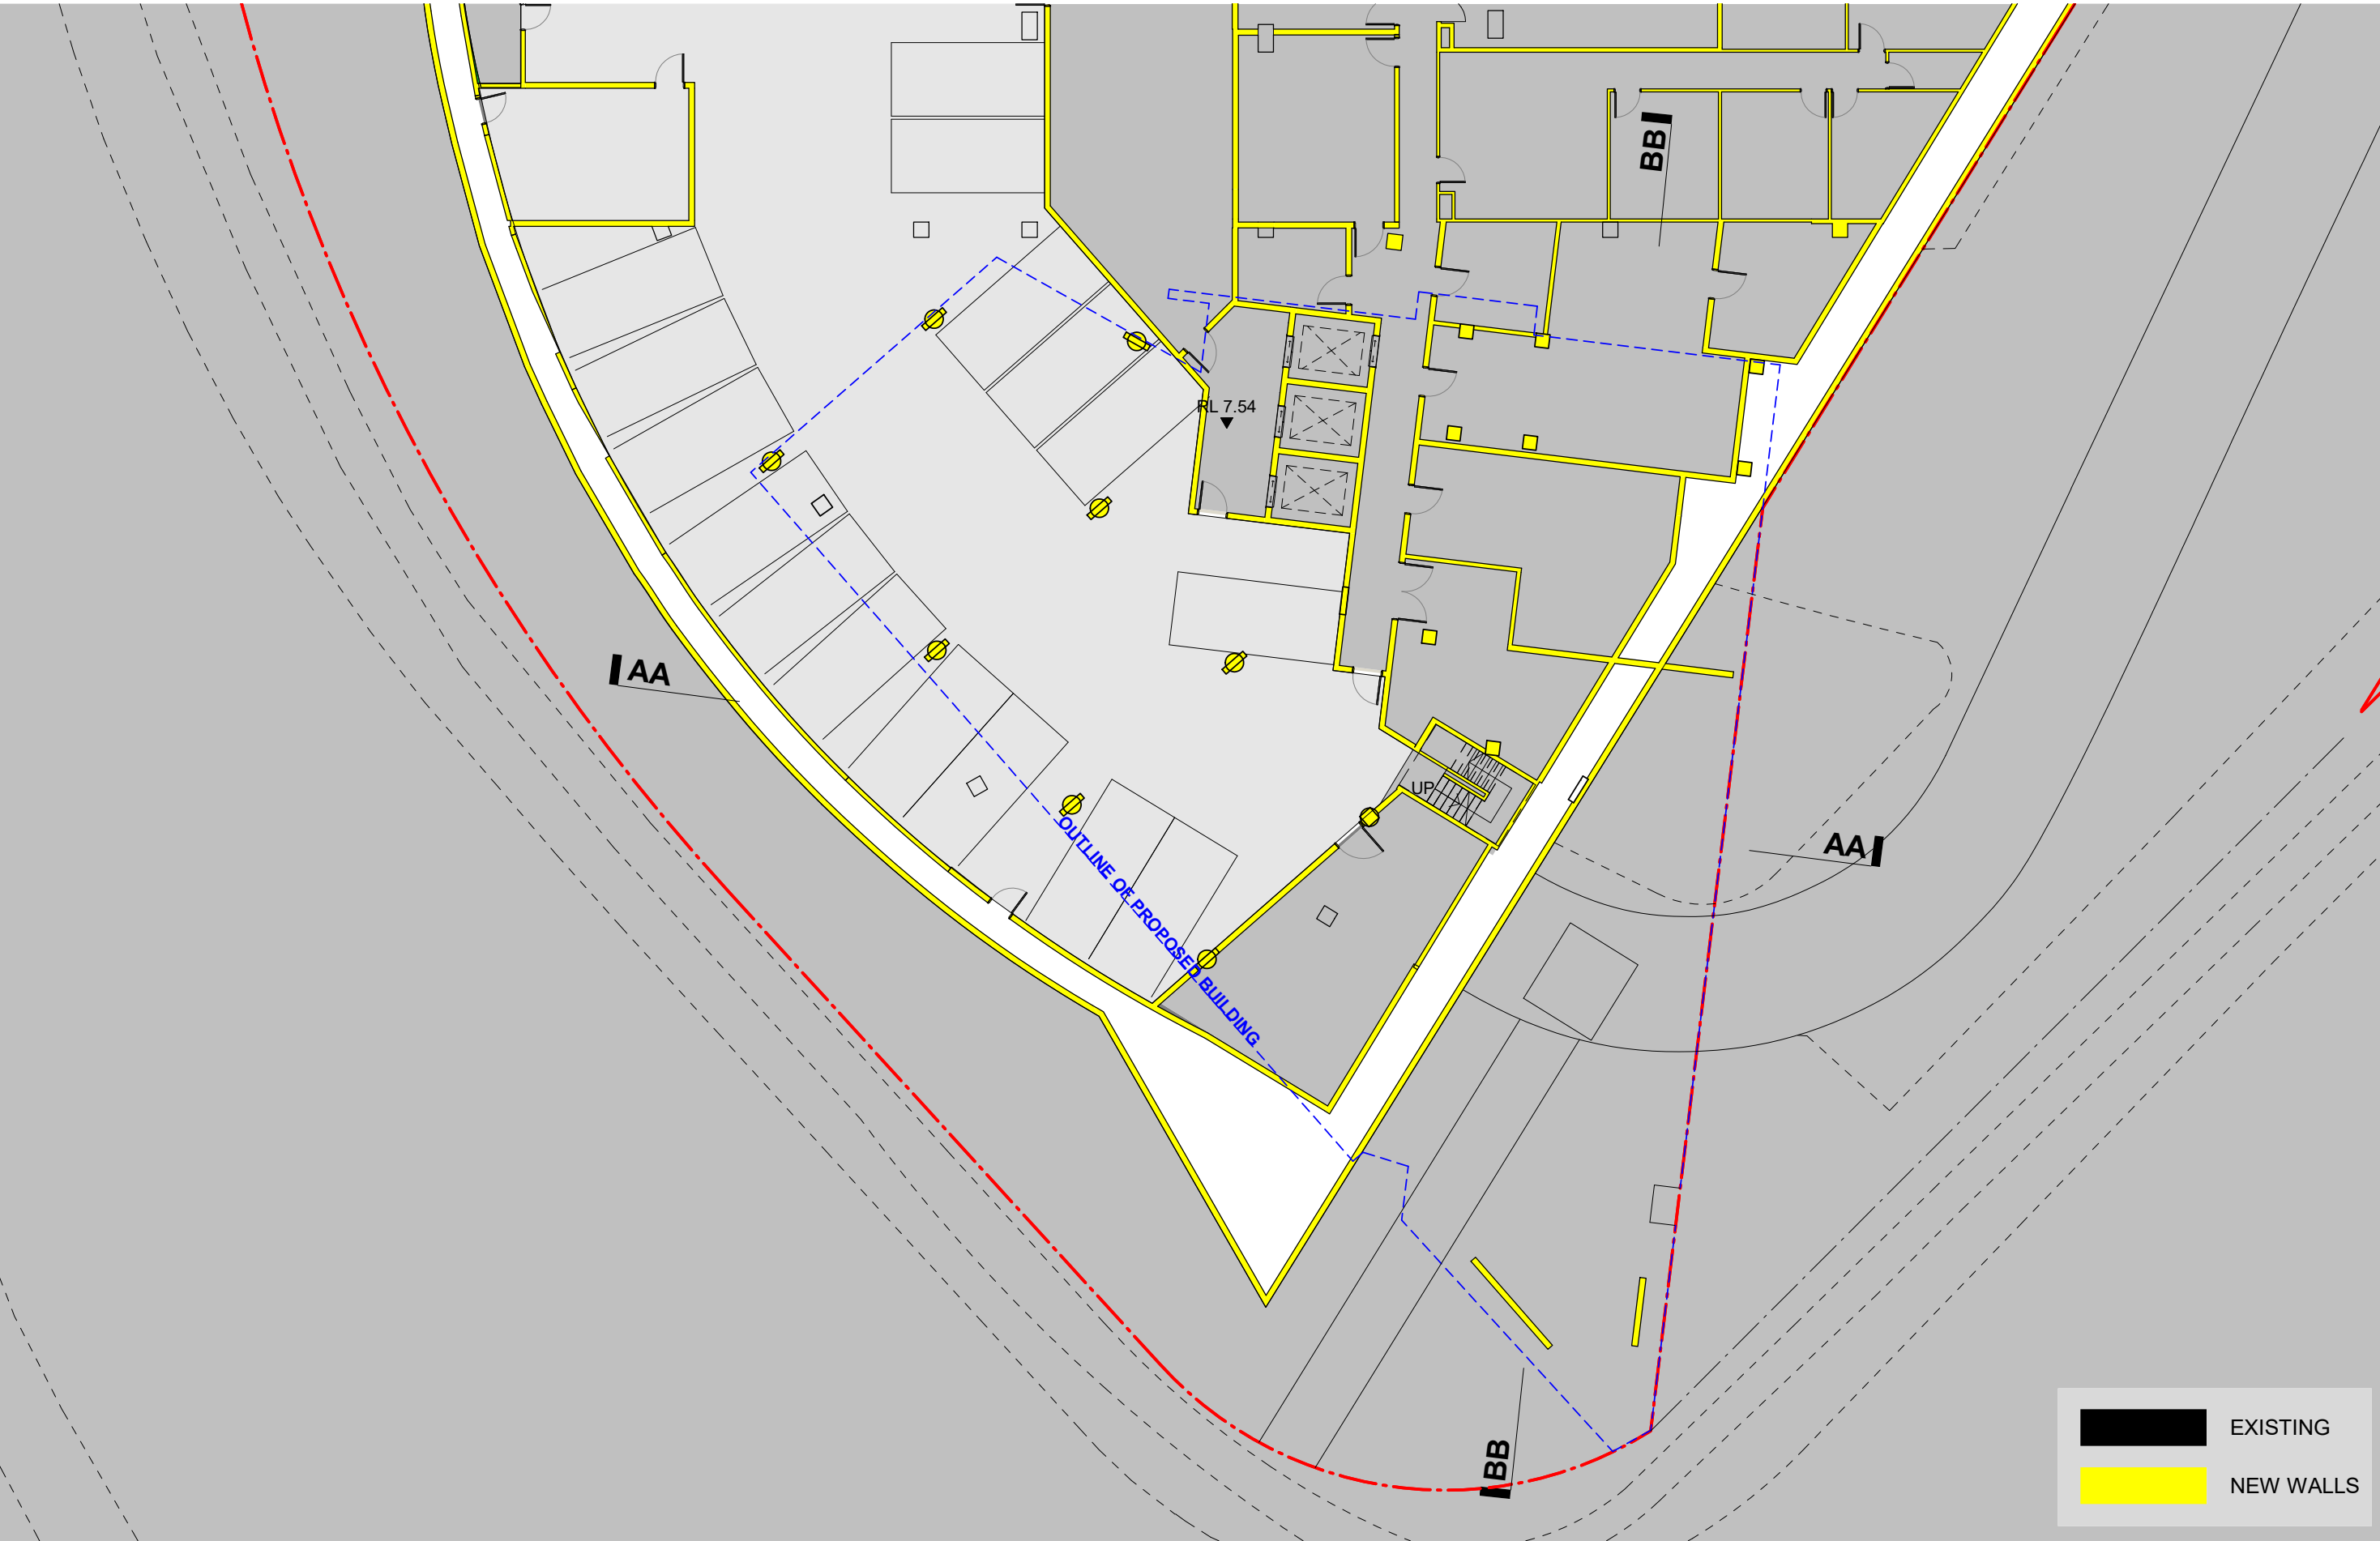 BB
RL 7.54
AA
UP
AA
OUTLINE OF PROPOSED BUILDING
BB
EXISTING
NEW WALLS